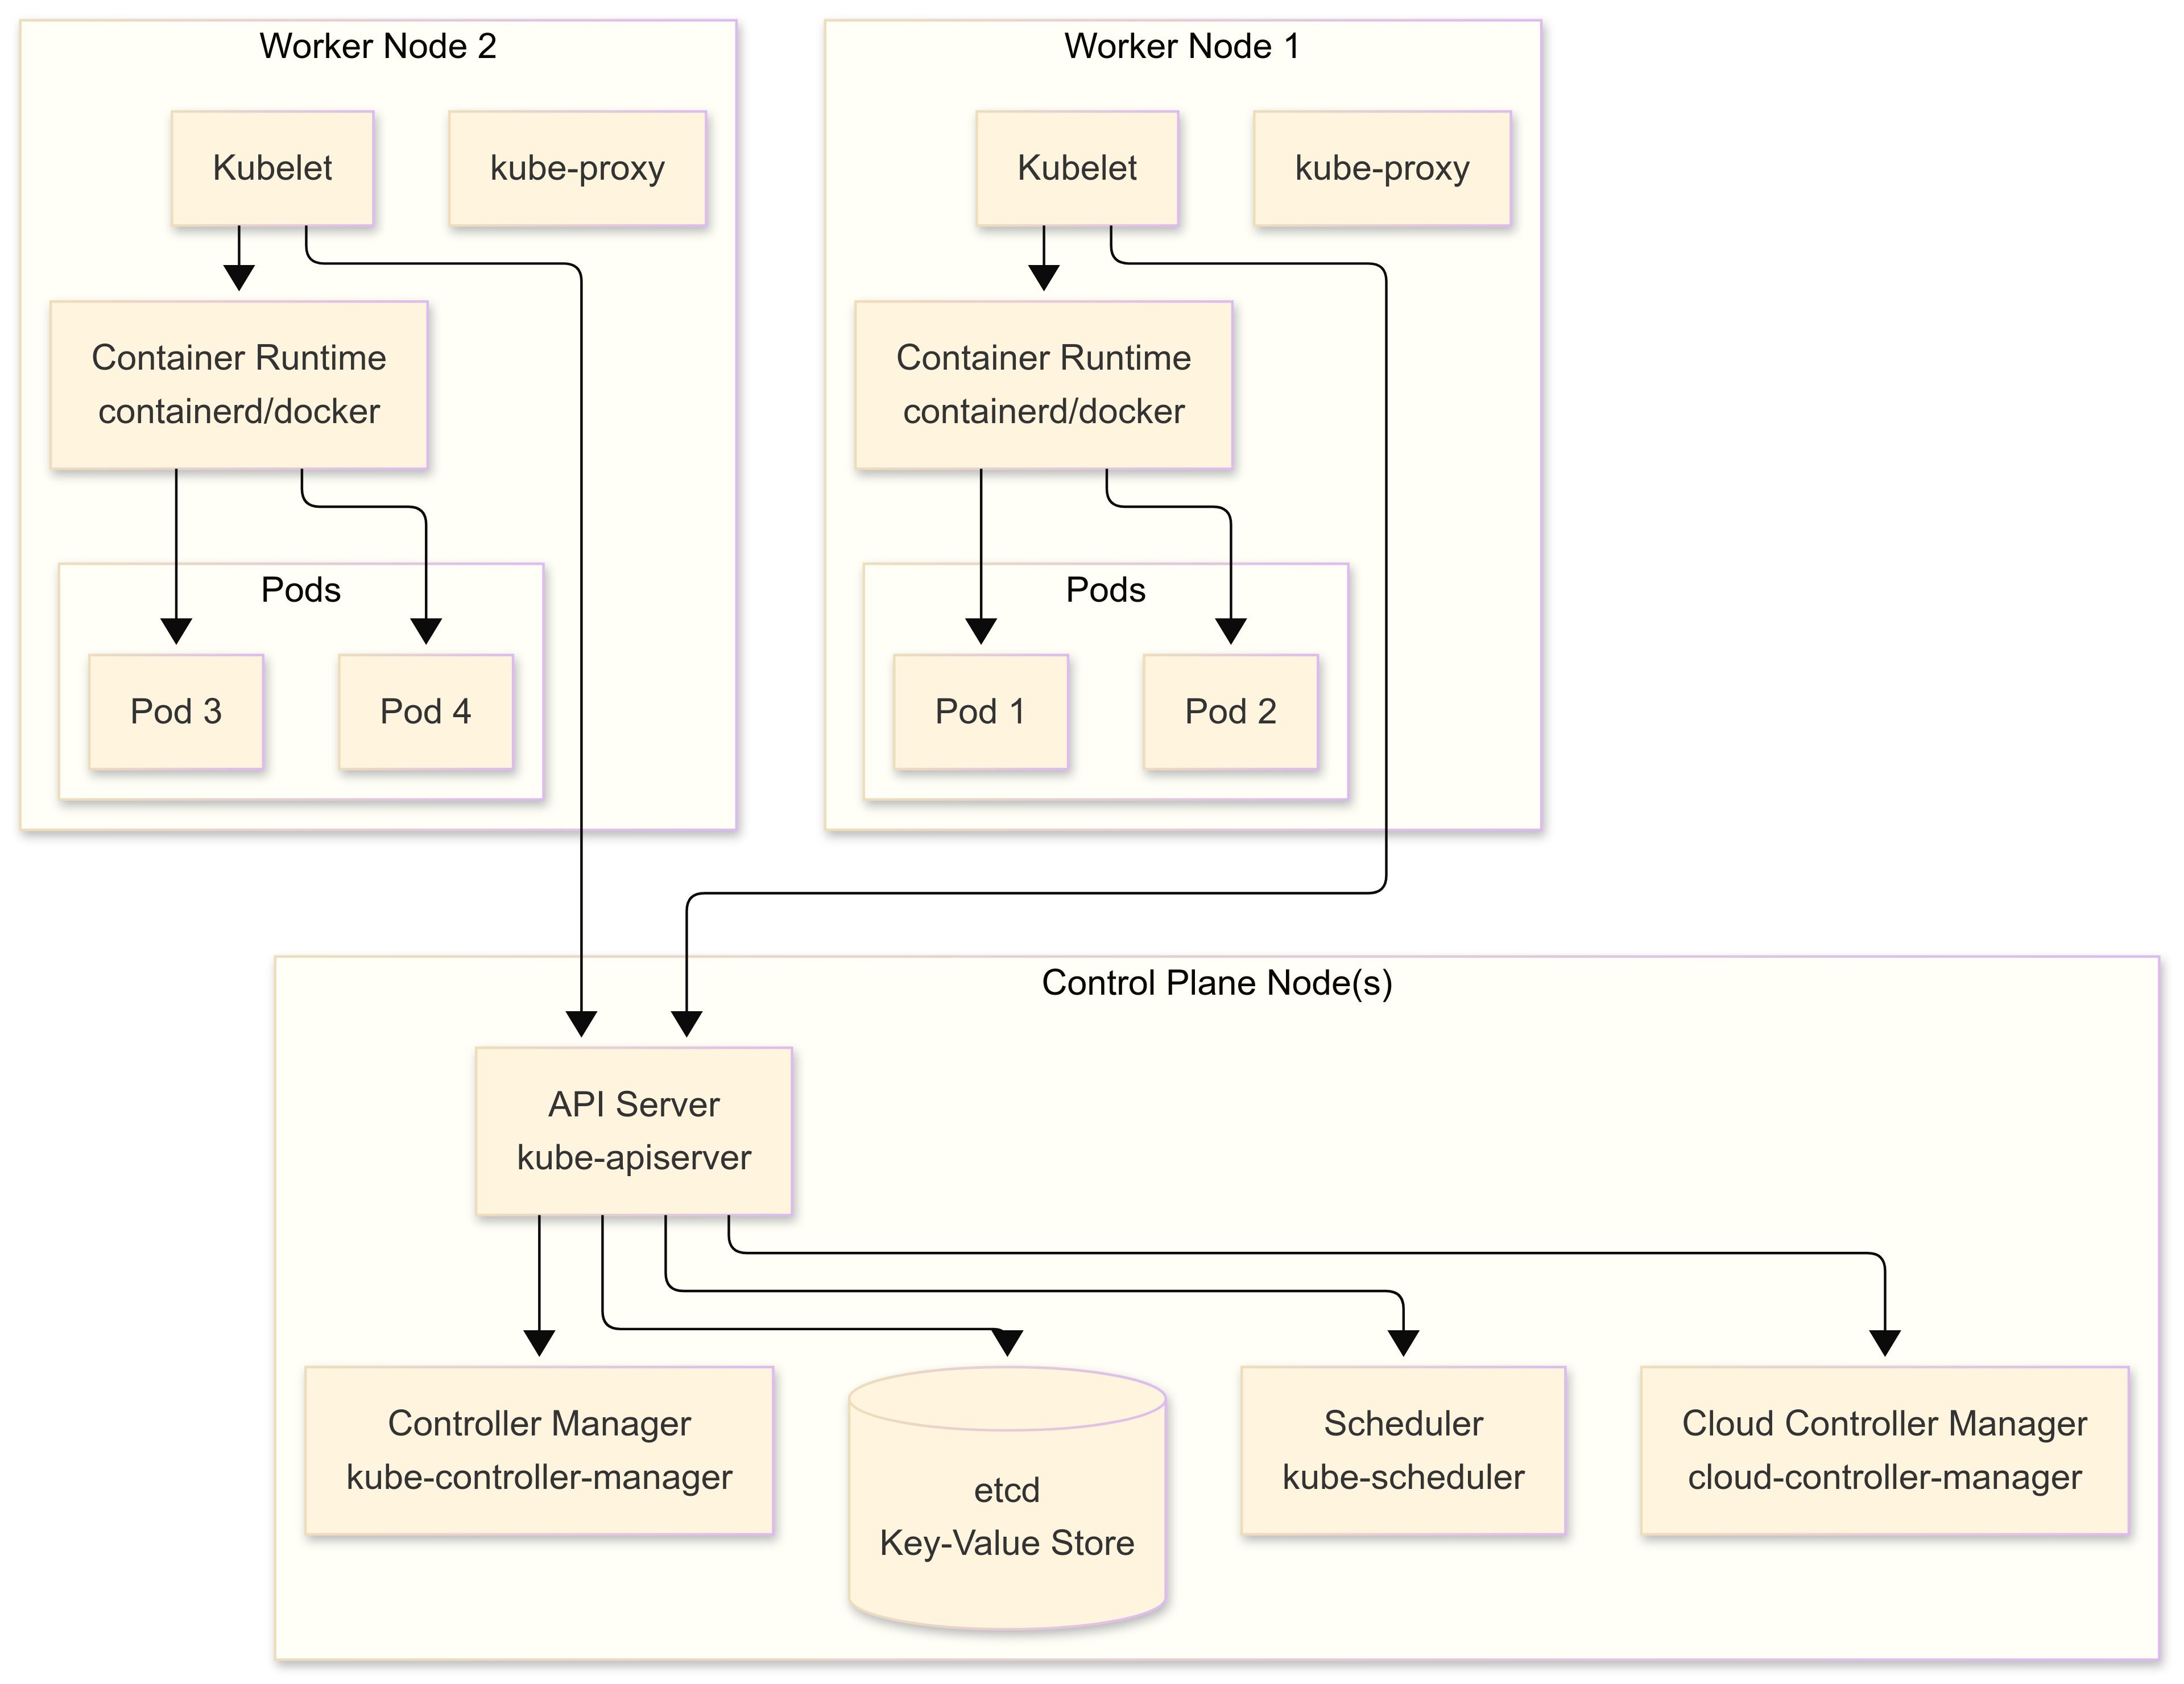 Worker Node 2
Kubelet
kube-proxy
Container Runtime
containerd/docker
Pods
Pod 3
Pod 4
Worker Node 1
Kubelet
kube-proxy
Container Runtime
containerd/docker
Pods
Pod 1
Pod 2
Control Plane Node(s)
API Server
kube-apiserver
Controller Manager
kube-controller-manager
etcd
Key-Value Store
Scheduler
kube-scheduler
Cloud Controller Manager
cloud-controller-manager